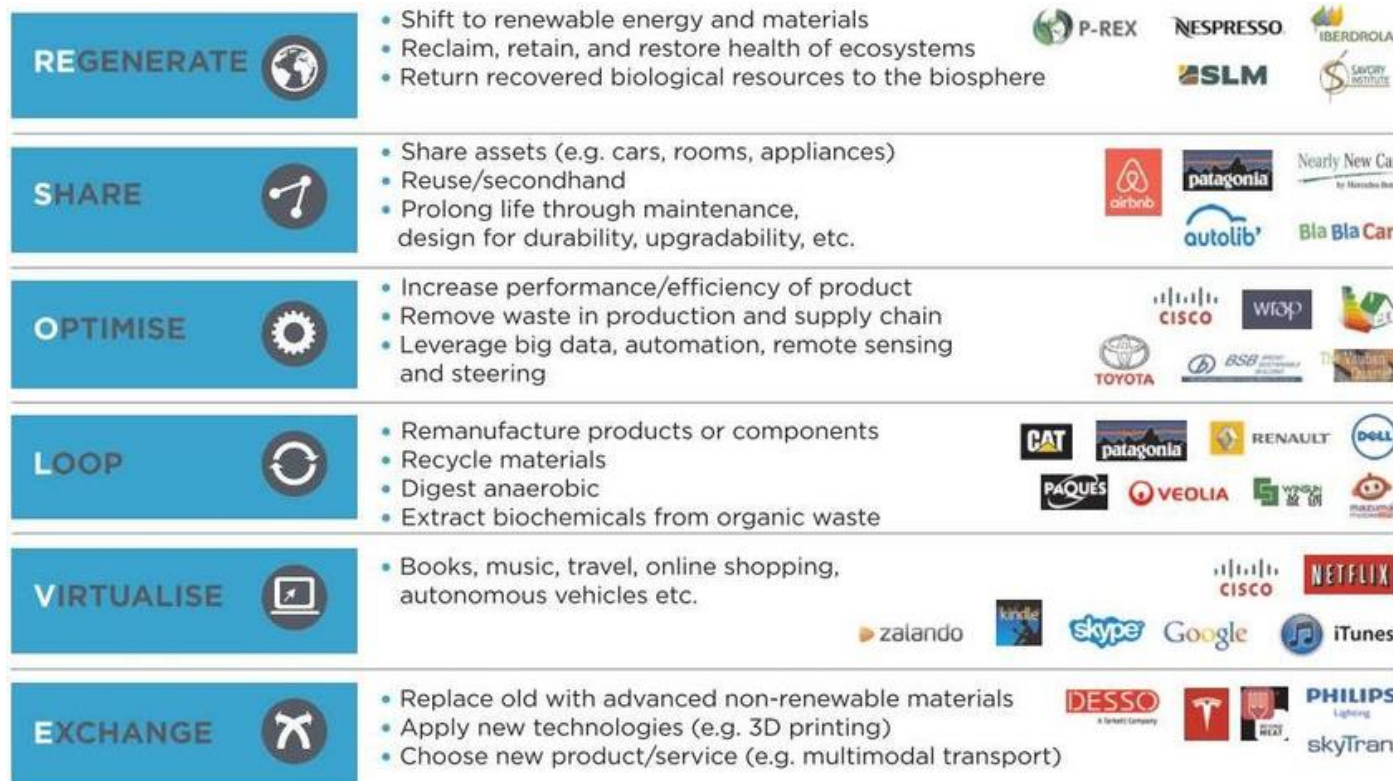 REGENERATE
• Shift to renewable energy and materials
• Reclaim, retain, and restore health of ecosystems
• Return recovered biological resources to the biosphere
P-REX
NESPRESSO
IBERDROLA
SLM
SAVORY
INSTITUTE
SHARE
• Share assets (e.g. cars, rooms, appliances)
• Reuse/secondhand
• Prolong life through maintenance,
design for durability, upgradability, etc.
airbnb
patagonia
Nearly New Car
autolib'
BlaBlaCar
OPTIMISE
• Increase performance/efficiency of product
• Remove waste in production and supply chain
• Leverage big data, automation, remote sensing
and steering
CISCO
wrap
TOYOTA
BSB
LOOP
• Remanufacture products or components
• Recycle materials
• Digest anaerobic
• Extract biochemicals from organic waste
CAT
patagonia
RENAULT
DELL
PAQUES
VEOLIA
WINSUN
mazuma
VIRTUALISE
• Books, music, travel, online shopping,
autonomous vehicles etc.
CISCO
NETFLIX
zalando
kindle
skype
Google
iTunes
EXCHANGE
• Replace old with advanced non-renewable materials
• Apply new technologies (e.g. 3D printing)
• Choose new product/service (e.g. multimodal transport)
DESSO
A Tarkett Company
BEYOND
MEAT
PHILIPS
Lighting
skyTran